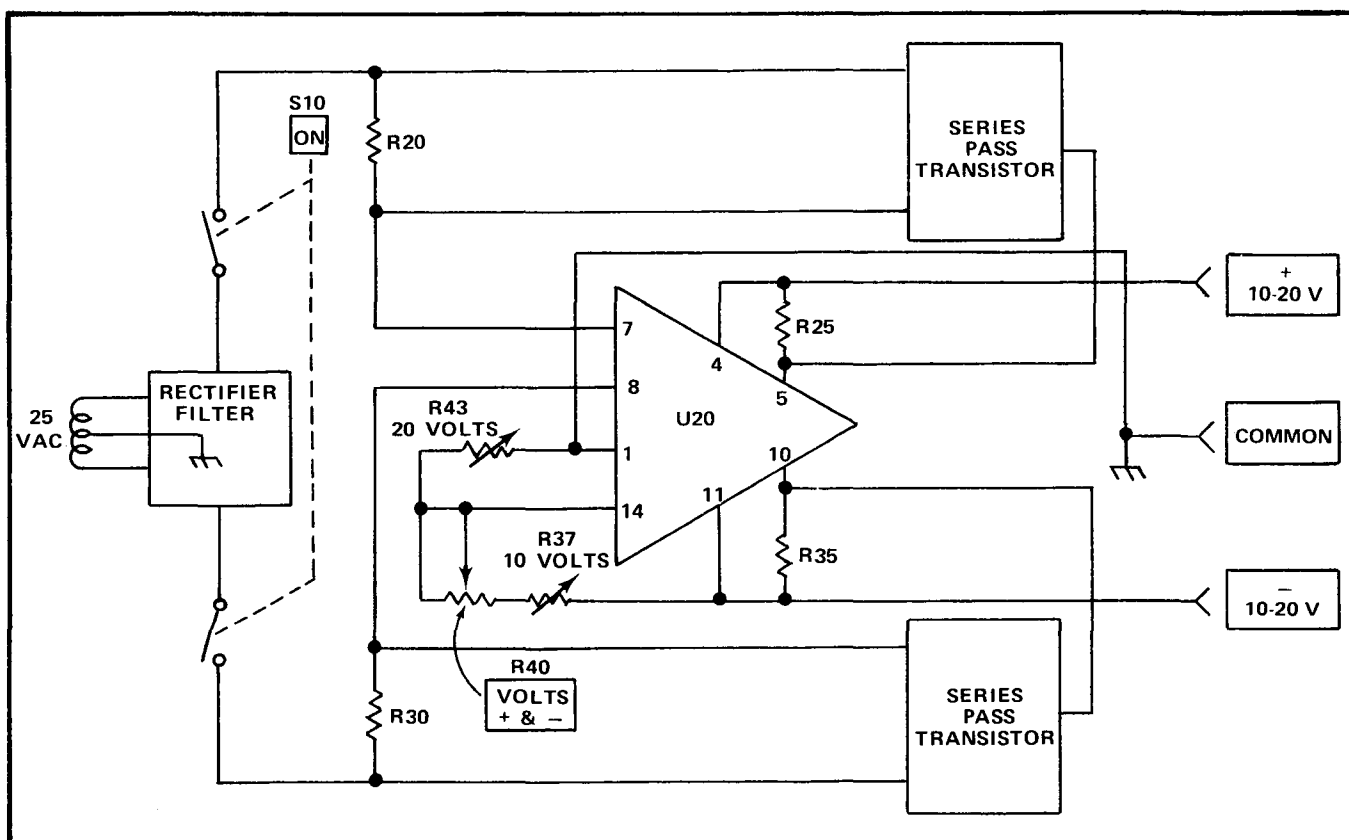 S10
ON
R20
SERIES
PASS
TRANSISTOR
+
10-20 V
7
4
R25
5
RECTIFIER
FILTER
25
VAC
8
R43
20 VOLTS
U20
COMMON
1
10
14
11
R37
10 VOLTS
R35
–
10-20 V
R40
VOLTS
+ & –
R30
SERIES
PASS
TRANSISTOR